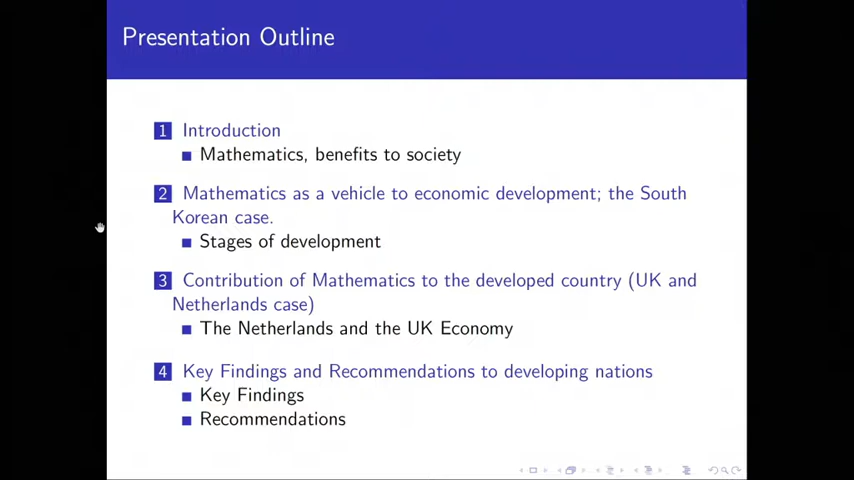 Presentation Outline
1 Introduction
Mathematics, benefits to society
2 Mathematics as a vehicle to economic development; the South
Korean case.
Stages of development
3 Contribution of Mathematics to the developed country (UK and
Netherlands case)
The Netherlands and the UK Economy
4 Key Findings and Recommendations to developing nations
Key Findings
Recommendations